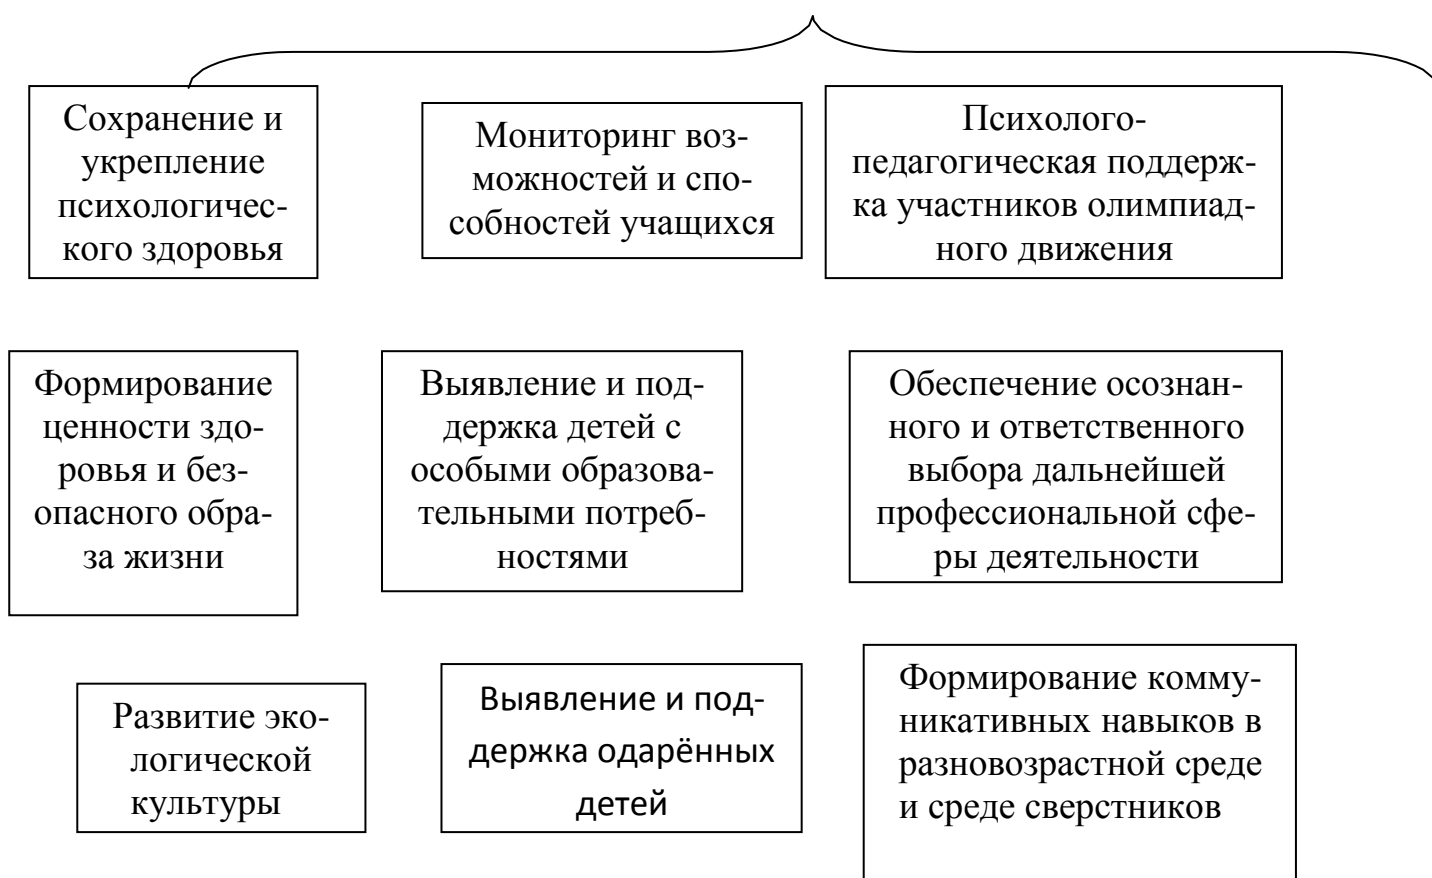 Сохранение и
укрепление
психологичес-
кого здоровья
Мониторинг воз-
можностей и спо-
собностей учащихся
Психолого-
педагогическая поддерж-
ка участников олимпиад-
ного движения
Формирование
ценности здо-
ровья и без-
опасного обра-
за жизни
Выявление и под-
держка детей с
особыми образова-
тельными потреб-
ностями
Обеспечение осознан-
ного и ответственного
выбора дальнейшей
профессиональной сфе-
ры деятельности
Развитие эко-
логической
культуры
Выявление и под-
держка одарённых
детей
Формирование комму-
никативных навыков в
разновозрастной среде
и среде сверстников